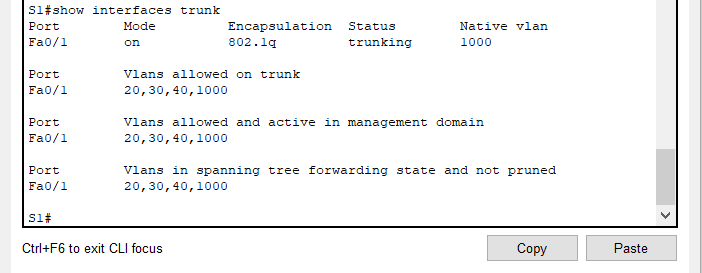 S1#show interfaces trunk
Port Mode Encapsulation Status Native vlan
Fa0/1 on 802.1q trunking 1000
Port Vlans allowed on trunk
Fa0/1 20,30,40,1000
Port Vlans allowed and active in management domain
Fa0/1 20,30,40,1000
Port Vlans in spanning tree forwarding state and not pruned
Fa0/1 20,30,40,1000
S1#
Ctrl+F6 to exit CLI focus Copy Paste